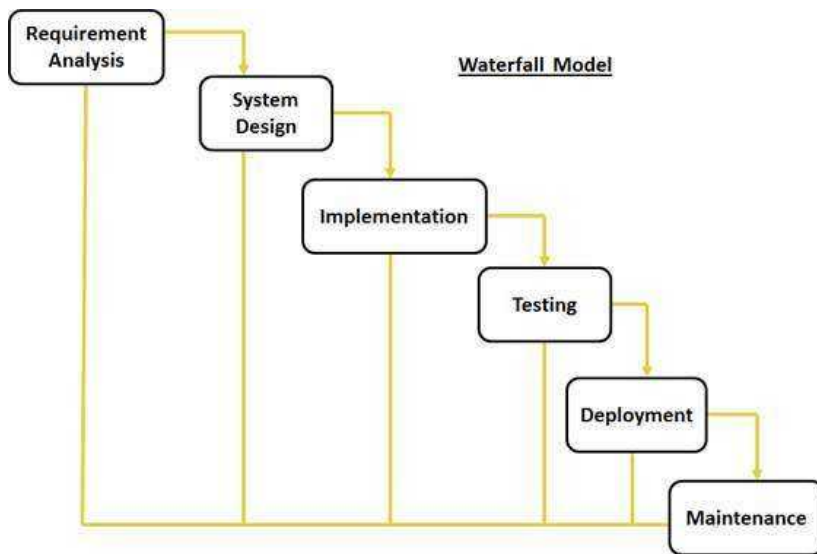 Requirement
Analysis
Waterfall Model
System
Design
Implementation
Testing
Deployment
Maintenance